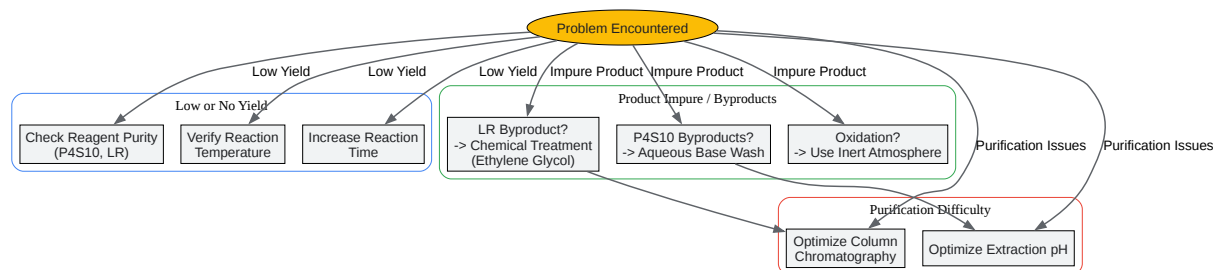 Problem Encountered
Low Yield
Low Yield
Low Yield
Impure Product
Impure Product
Impure Product
Low or No Yield
Product Impure / Byproducts
Check Reagent Purity
(P4S10, LR)
Verify Reaction
Temperature
Increase Reaction
Time
LR Byproduct?
-> Chemical Treatment
(Ethylene Glycol)
P4S10 Byproducts?
-> Aqueous Base Wash
Oxidation?
-> Use Inert Atmosphere
Purification Issues
Purification Issues
Purification Difficulty
Optimize Column
Chromatography
Optimize Extraction pH